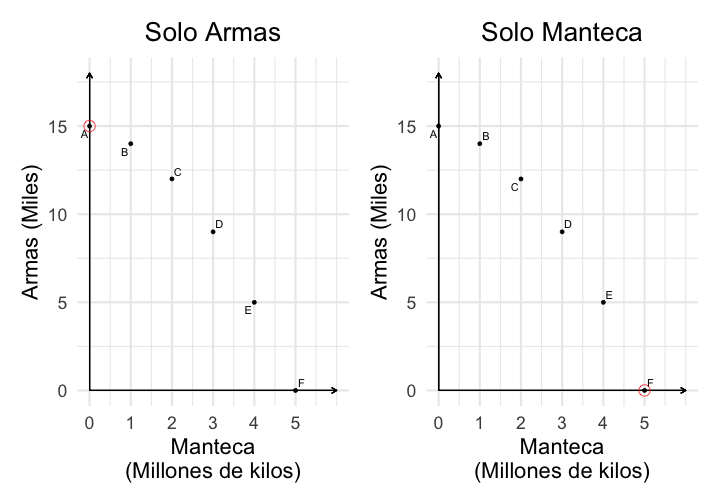 Solo Armas
Armas (Miles)
15
10
5
0
A
B
C
D
E
F
0 1 2 3 4 5
Manteca
(Millones de kilos)
Solo Manteca
Armas (Miles)
15
10
5
0
A
B
C
D
E
F
0 1 2 3 4 5
Manteca
(Millones de kilos)